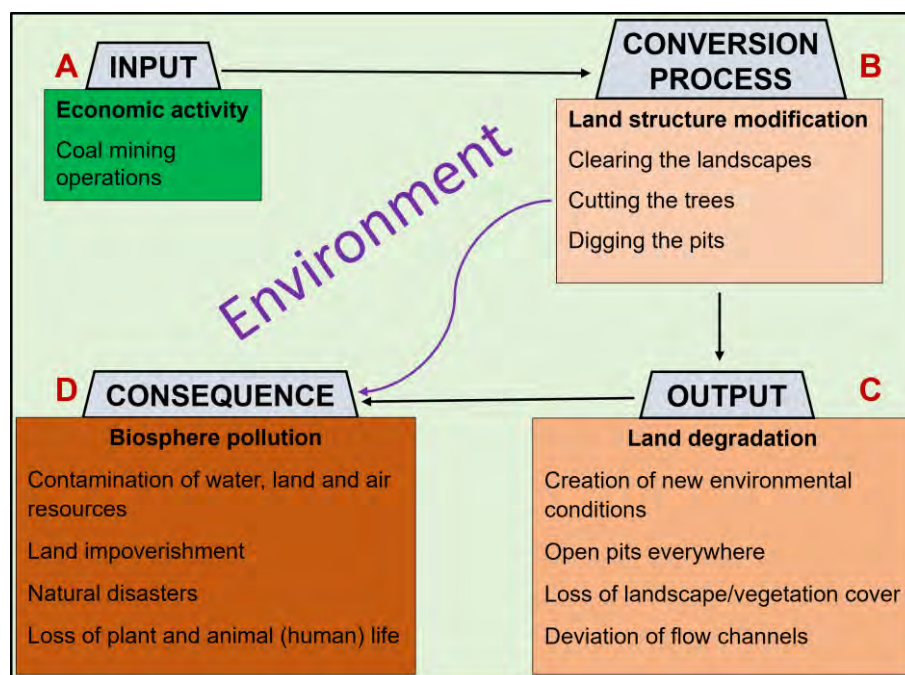 A
INPUT
Economic activity
Coal mining
operations
CONVERSION
PROCESS
B
Land structure modification
Clearing the landscapes
Cutting the trees
Digging the pits
Environment
D
CONSEQUENCE
Biosphere pollution
Contamination of water, land and air
resources
Land impoverishment
Natural disasters
Loss of plant and animal (human) life
OUTPUT
C
Land degradation
Creation of new environmental
conditions
Open pits everywhere
Loss of landscape/vegetation cover
Deviation of flow channels